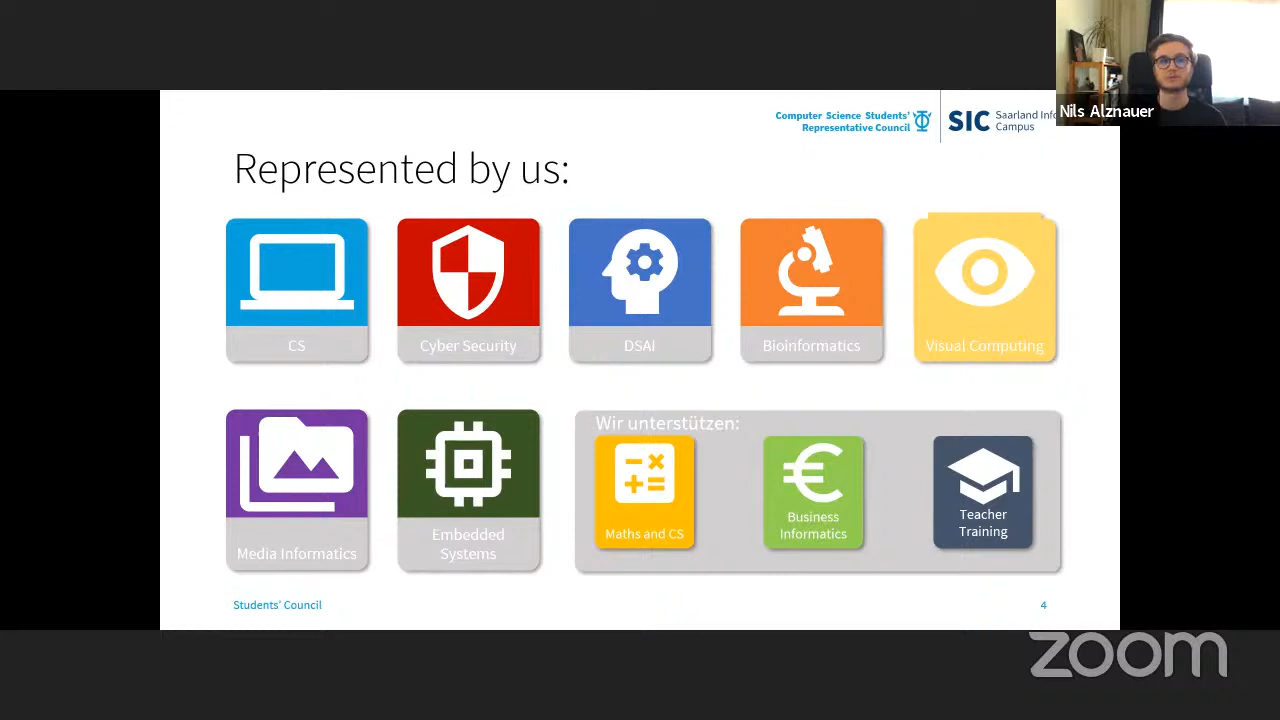 Computer Science Students'
Representative Council
SIC
Saarland Info
Campus
Nils Alznauer
Represented by us:
CS
Cyber Security
DSAI
Bioinformatics
Visual Computing
Media Informatics
Embedded
Systems
Wir unterstützen:
Maths and CS
Business
Informatics
Teacher
Training
Students' Council
4
zoom